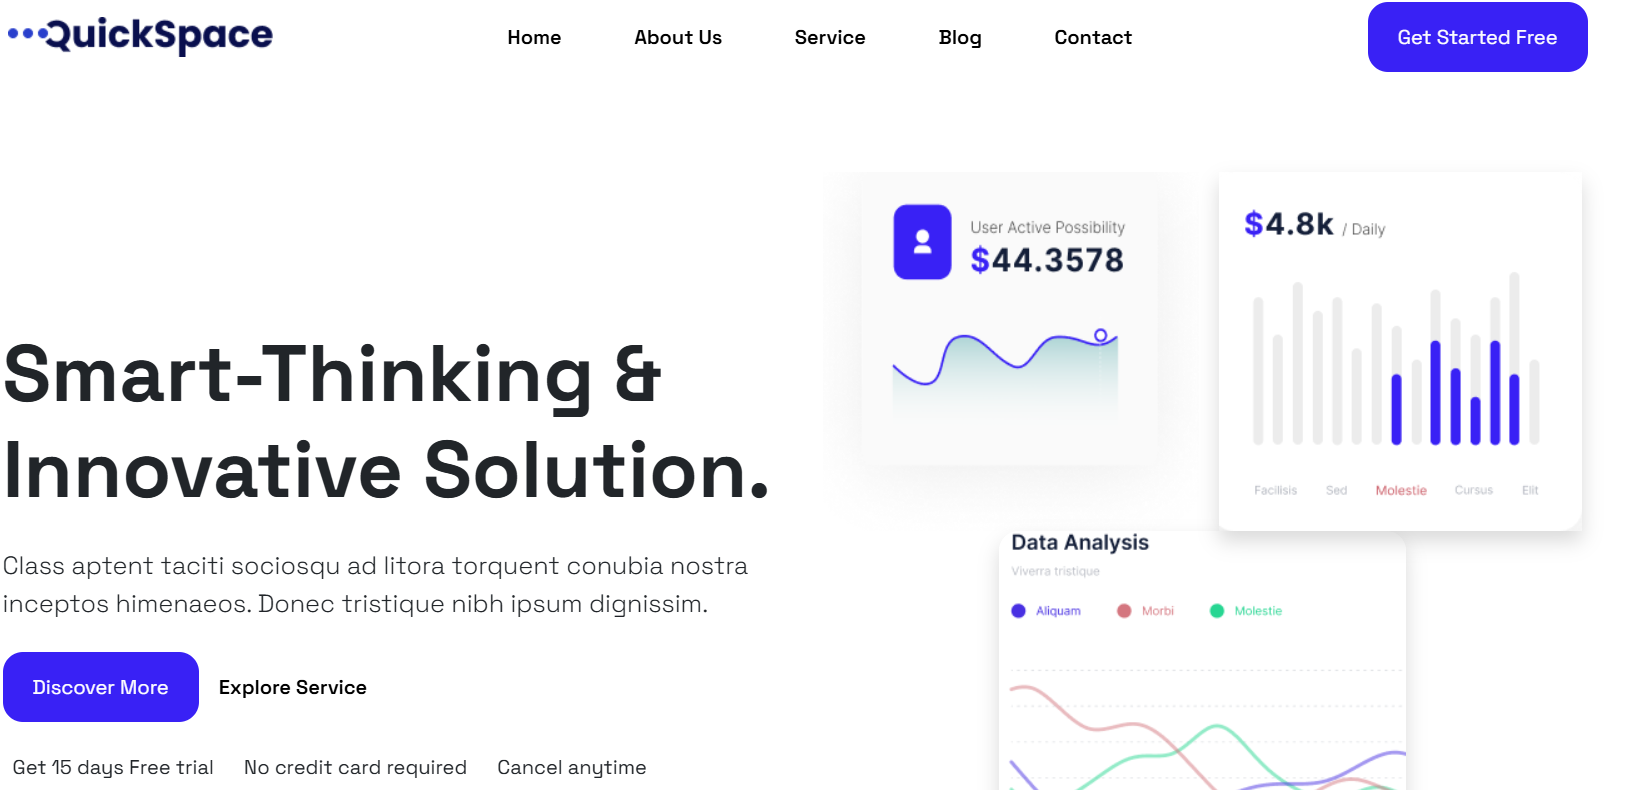 QuickSpace
Home About Us Service Blog Contact
Get Started Free
Smart-Thinking &
Innovative Solution.
Class aptent taciti sociosqu ad litora torquent conubia nostra
inceptos himenaeos. Donec tristique nibh ipsum dignissim.
Discover More Explore Service
Get 15 days Free trial No credit card required Cancel anytime
User Active Possibility
$44.3578
$4.8k / Daily
Facilisis Sed Molestie Cursus Elit
Data Analysis
Viverra tristique
Aliquam Morbi Molestie